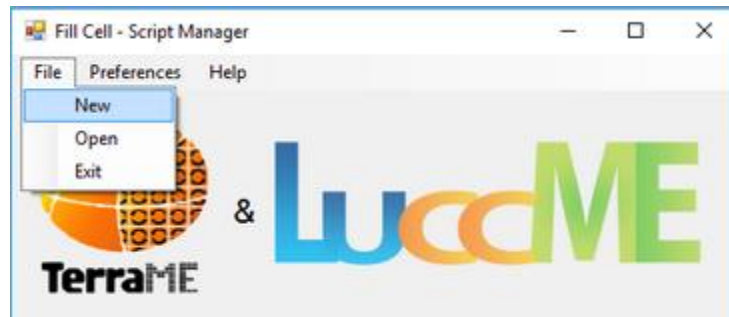 Fill Cell - Script Manager
File Preferences Help
New
Open
Exit
&
LuccME
TerraME